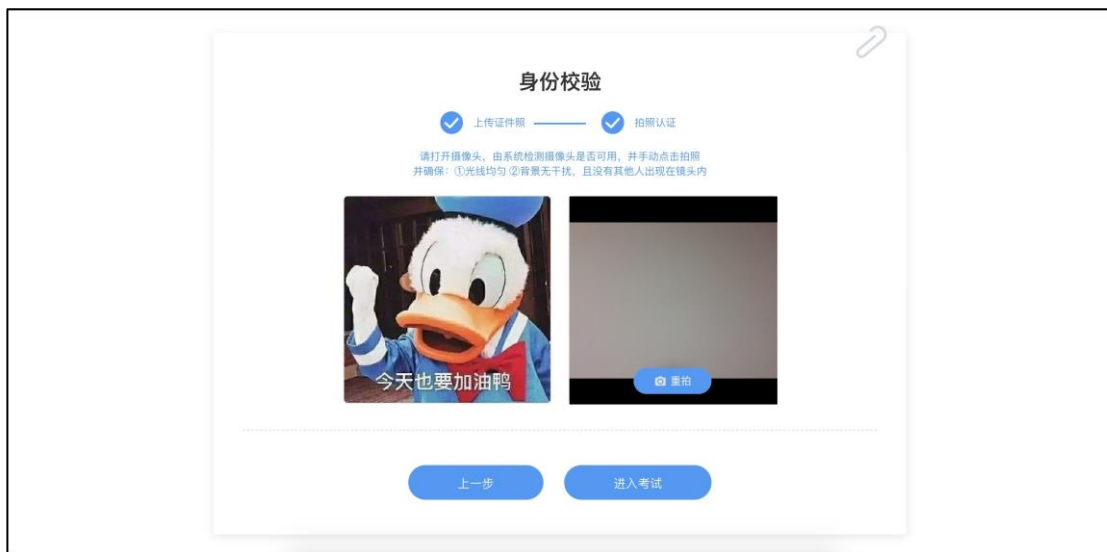 身份校验
上传证件照 拍照认证
请打开摄像头，由系统检测摄像头是否可用，并手动点击拍照
并确保：①光线均匀 ②背景无干扰，且没有其他人出现在镜头内
今天也要加油鸭
重拍
上一步 进入考试